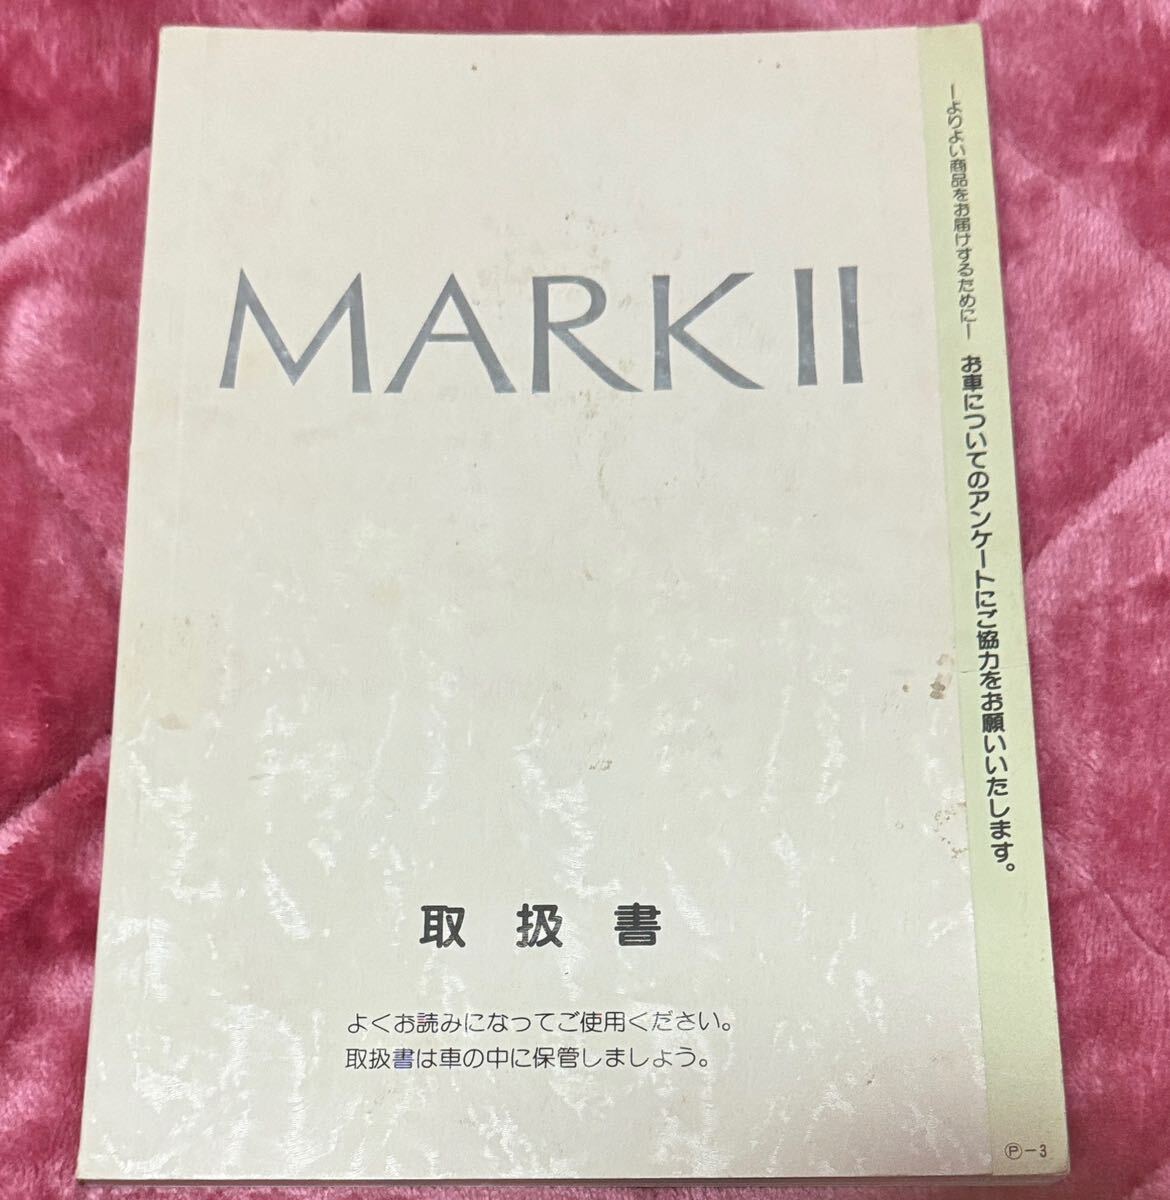 MARK II
取扱書
よくお読みになってご使用ください。
取扱書は車の中に保管しましょう。
ーよりよい商品をお届けするためにー お車についてのアンケートにご協力をお願いいたします。
Ⓟ-3